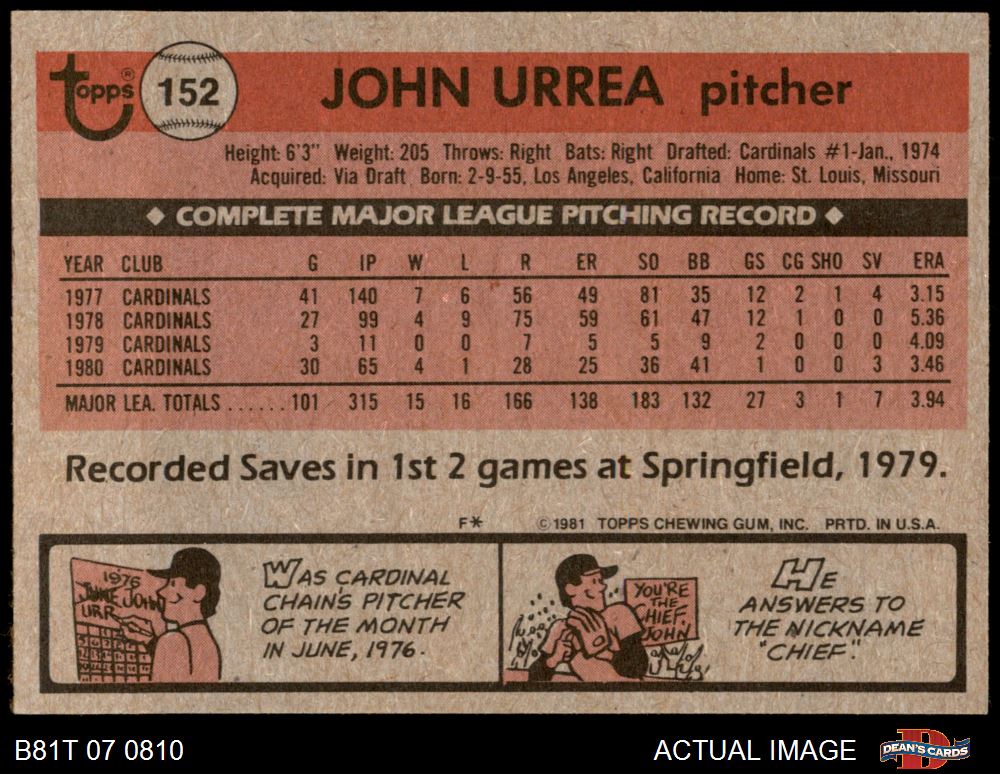 topps® 152 JOHN URREA pitcher
Height: 6'3" Weight: 205 Throws: Right Bats: Right Drafted: Cardinals #1-Jan., 1974
Acquired: Via Draft Born: 2-9-55, Los Angeles, California Home: St. Louis, Missouri
◆ COMPLETE MAJOR LEAGUE PITCHING RECORD ◆
YEAR CLUB G IP W L R ER SO BB GS CG SHO SV ERA
1977 CARDINALS 41 140 7 6 56 49 81 35 12 2 1 4 3.15
1978 CARDINALS 27 99 4 9 75 59 61 47 12 1 0 0 5.36
1979 CARDINALS 3 11 0 0 7 5 5 9 2 0 0 0 4.09
1980 CARDINALS 30 65 4 1 28 25 36 41 1 0 0 3 3.46
MAJOR LEA. TOTALS ......101 315 15 16 166 138 183 132 27 3 1 7 3.94
Recorded Saves in 1st 2 games at Springfield, 1979.
F* © 1981 TOPPS CHEWING GUM, INC. PRTD. IN U.S.A.
1976
JUNE JOHN
URR
WAS CARDINAL
CHAIN'S PITCHER
OF THE MONTH
IN JUNE, 1976.
YOU'RE
THE
CHIEF,
JOHN
HE
ANSWERS TO
THE NICKNAME
"CHIEF."
B81T 07 0810
ACTUAL IMAGE
DEAN'S CARDS